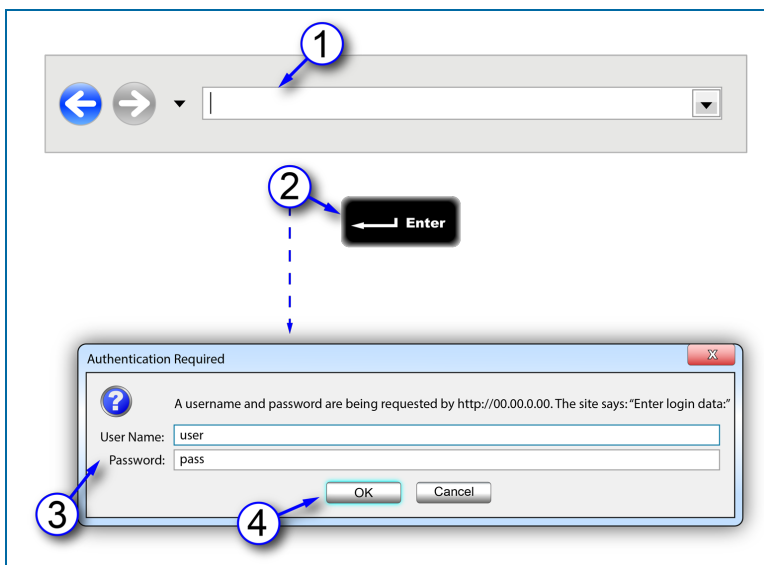 1
2
Enter
Authentication Required
X
A username and password are being requested by http://00.00.0.00. The site says: “Enter login data:”
User Name: user
Password: pass
3
4
OK Cancel